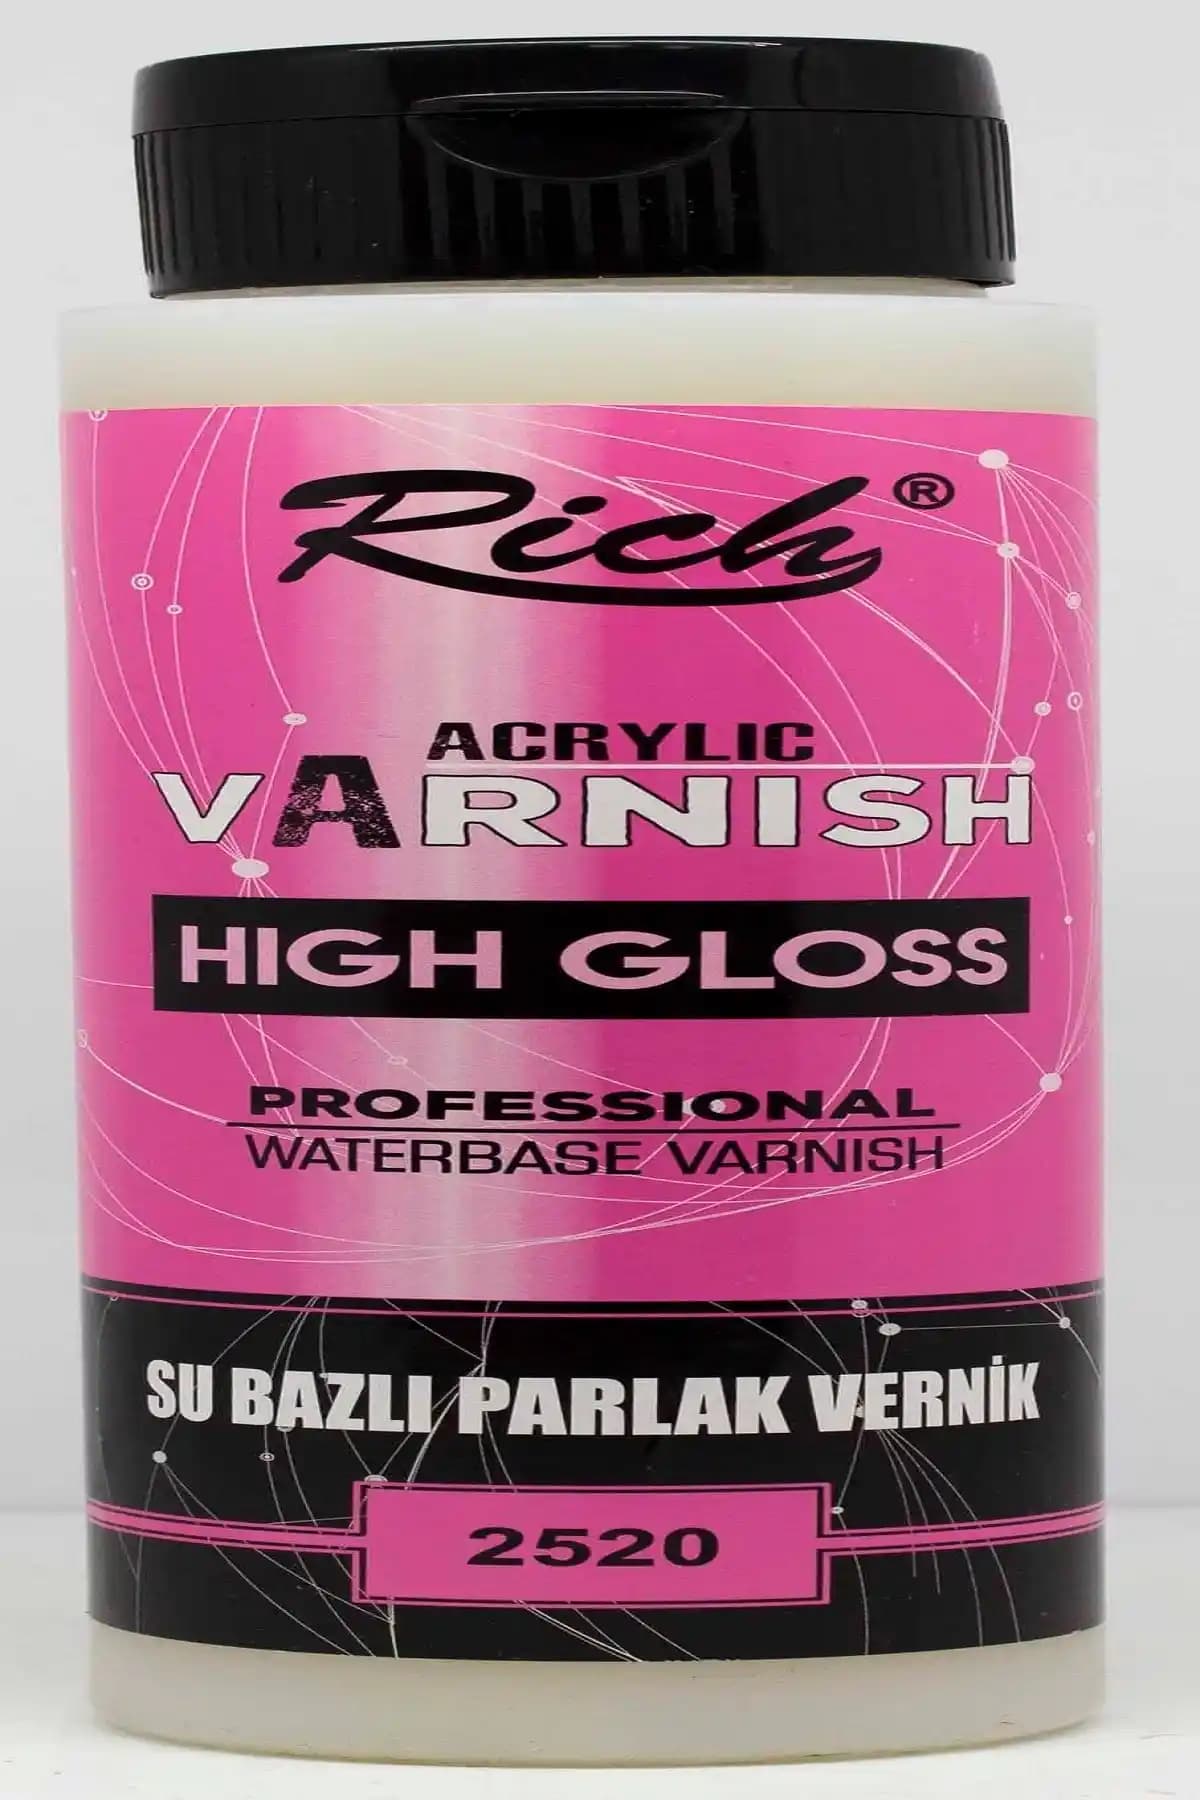 Rich®
ACRYLIC
VARNISH
HIGH GLOSS
PROFESSIONAL
WATERBASE VARNISH
SU BAZLI PARLAK VERNİK
2520